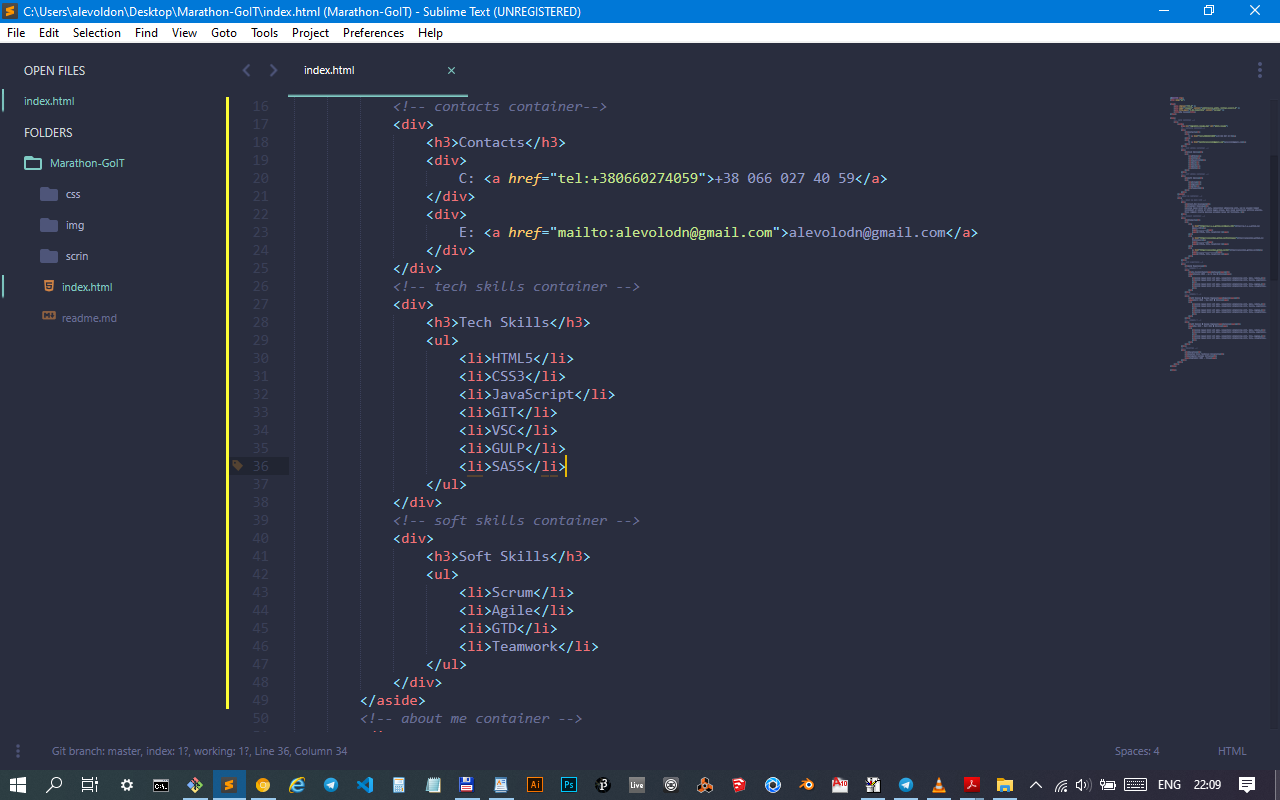 C:\Users\alevoldon\Desktop\Marathon-GoIT\index.html (Marathon-GoIT) - Sublime Text (UNREGISTERED)
File Edit Selection Find View Goto Tools Project Preferences Help
OPEN FILES
index.html
FOLDERS
Marathon-GoIT
css
img
scrin
index.html
readme.md
index.html ×
16 <!-- contacts container-->
17 <div>
18 <h3>Contacts</h3>
19 <div>
20 C: <a href="tel:+380660274059">+38 066 027 40 59</a>
21 </div>
22 <div>
23 E: <a href="mailto:alevolodn@gmail.com">alevolodn@gmail.com</a>
24 </div>
25 </div>
26 <!-- tech skills container -->
27 <div>
28 <h3>Tech Skills</h3>
29 <ul>
30 <li>HTML5</li>
31 <li>CSS3</li>
32 <li>JavaScript</li>
33 <li>GIT</li>
34 <li>VSC</li>
35 <li>GULP</li>
36 <li>SASS</li>
37 </ul>
38 </div>
39 <!-- soft skills container -->
40 <div>
41 <h3>Soft Skills</h3>
42 <ul>
43 <li>Scrum</li>
44 <li>Agile</li>
45 <li>GTD</li>
46 <li>Teamwork</li>
47 </ul>
48 </div>
49 </aside>
50 <!-- about me container -->
Git branch: master, index: 1?, working: 1?, Line 36, Column 34 Spaces: 4 HTML
C:\. Ai Ps live ENG 22:09